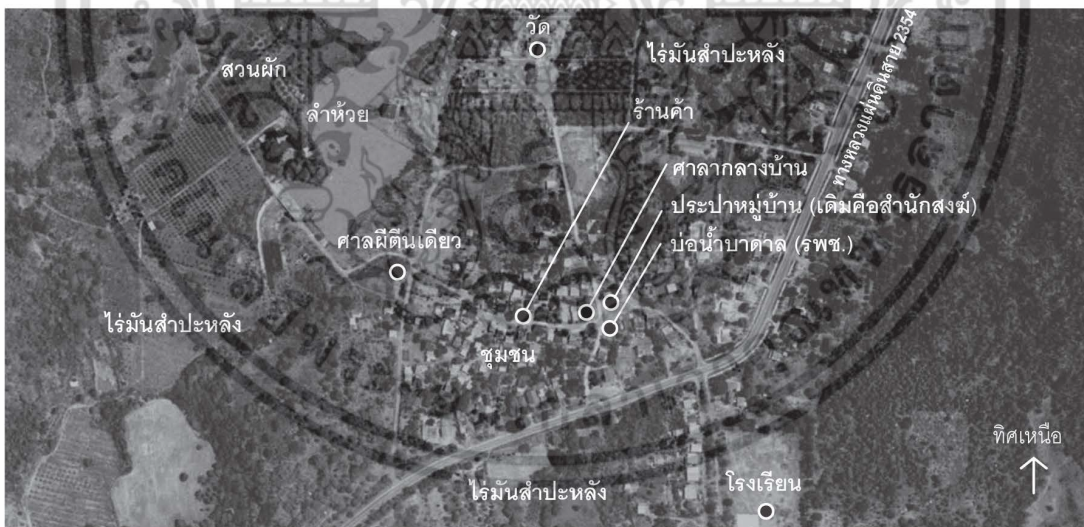 วัด
ไร่มันสำปะหลัง
ทางหลวงแผ่นดินสาย 2354
สวนผัก
ลำห้วย
ร้านค้า
ศาลากลางบ้าน
ประปาหมู่บ้าน (เดิมคือสำนักสงฆ์)
บ่อน้ำบาดาล (รพช.)
ศาลผีตีนเดียว
ไร่มันสำปะหลัง
ชุมชน
ทิศเหนือ
ไร่มันสำปะหลัง
โรงเรียน